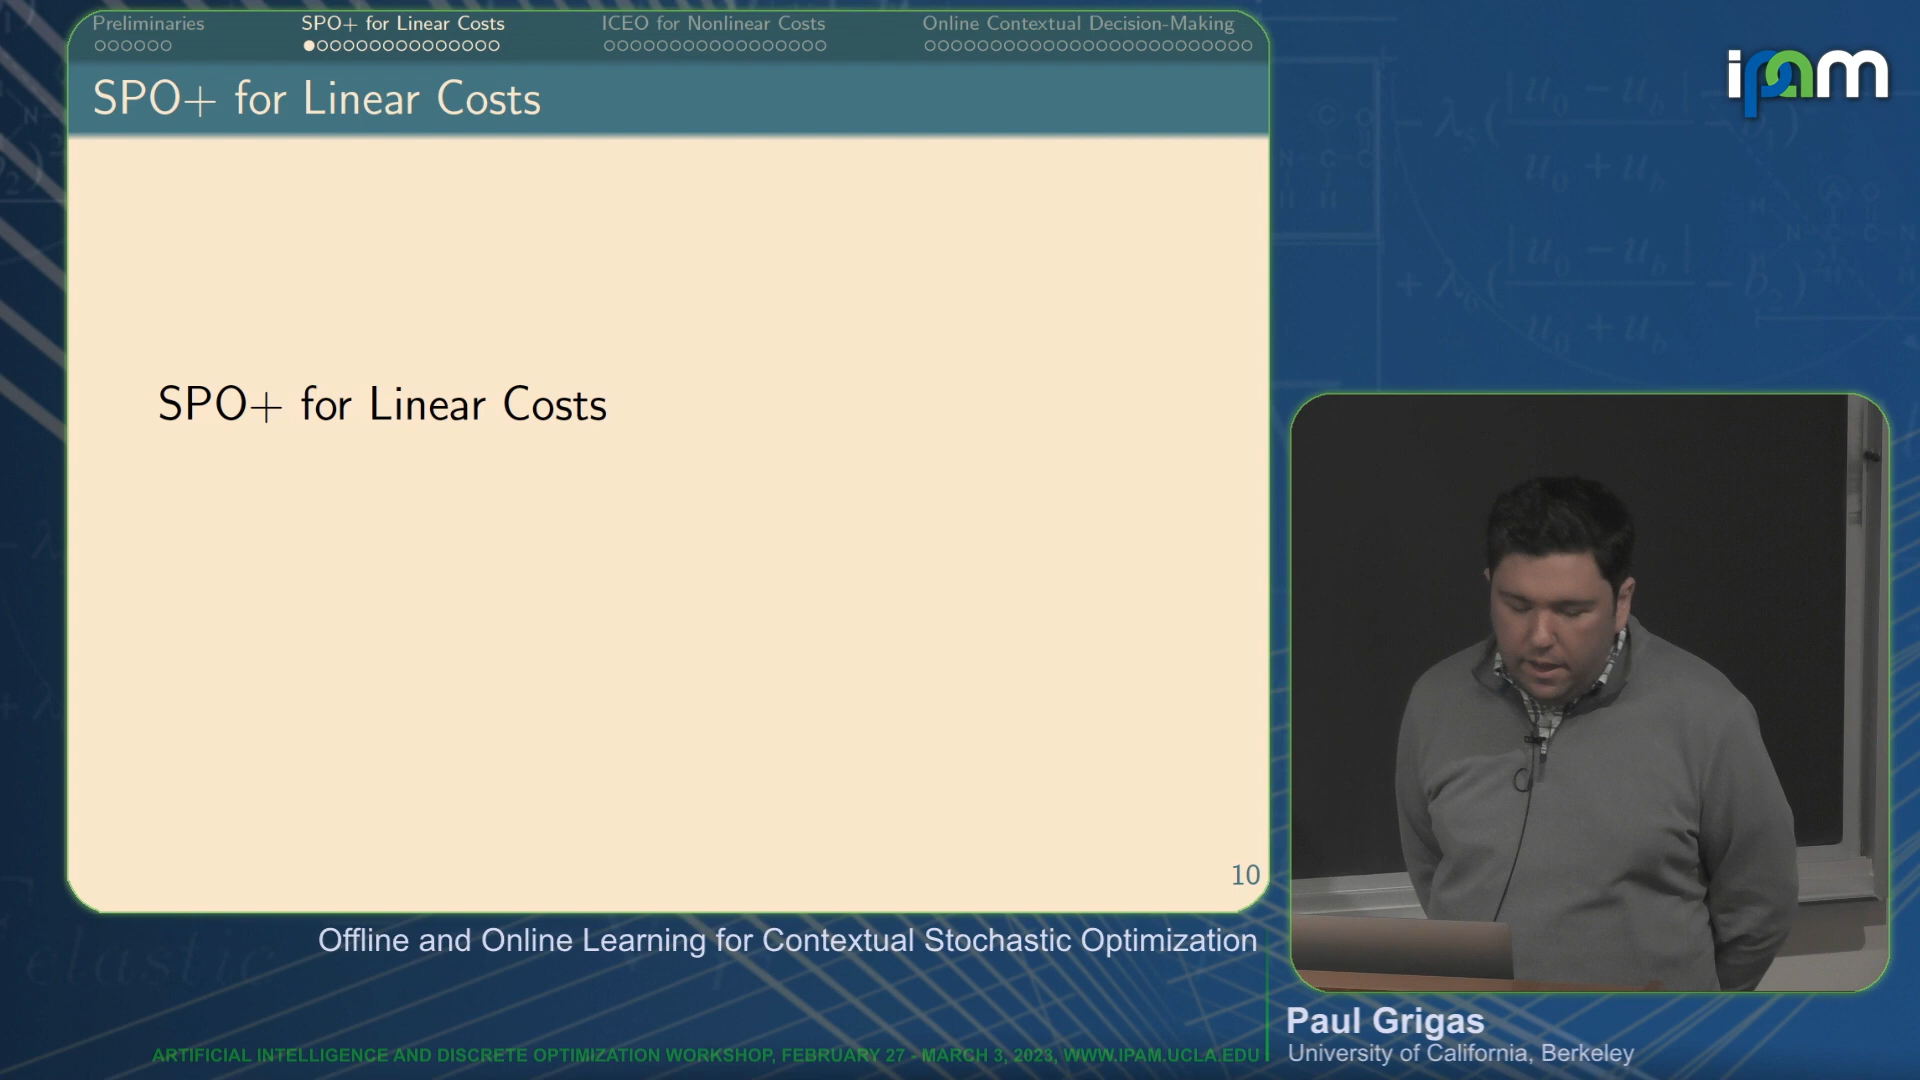 Preliminaries
SPO+ for Linear Costs
ICEO for Nonlinear Costs
Online Contextual Decision-Making
SPO+ for Linear Costs
SPO+ for Linear Costs
10
ipam
Offline and Online Learning for Contextual Stochastic Optimization
Paul Grigas
University of California, Berkeley
ARTIFICIAL INTELLIGENCE AND DISCRETE OPTIMIZATION WORKSHOP, FEBRUARY 27 - MARCH 3, 2023, WWW.IPAM.UCLA.EDU
elastic